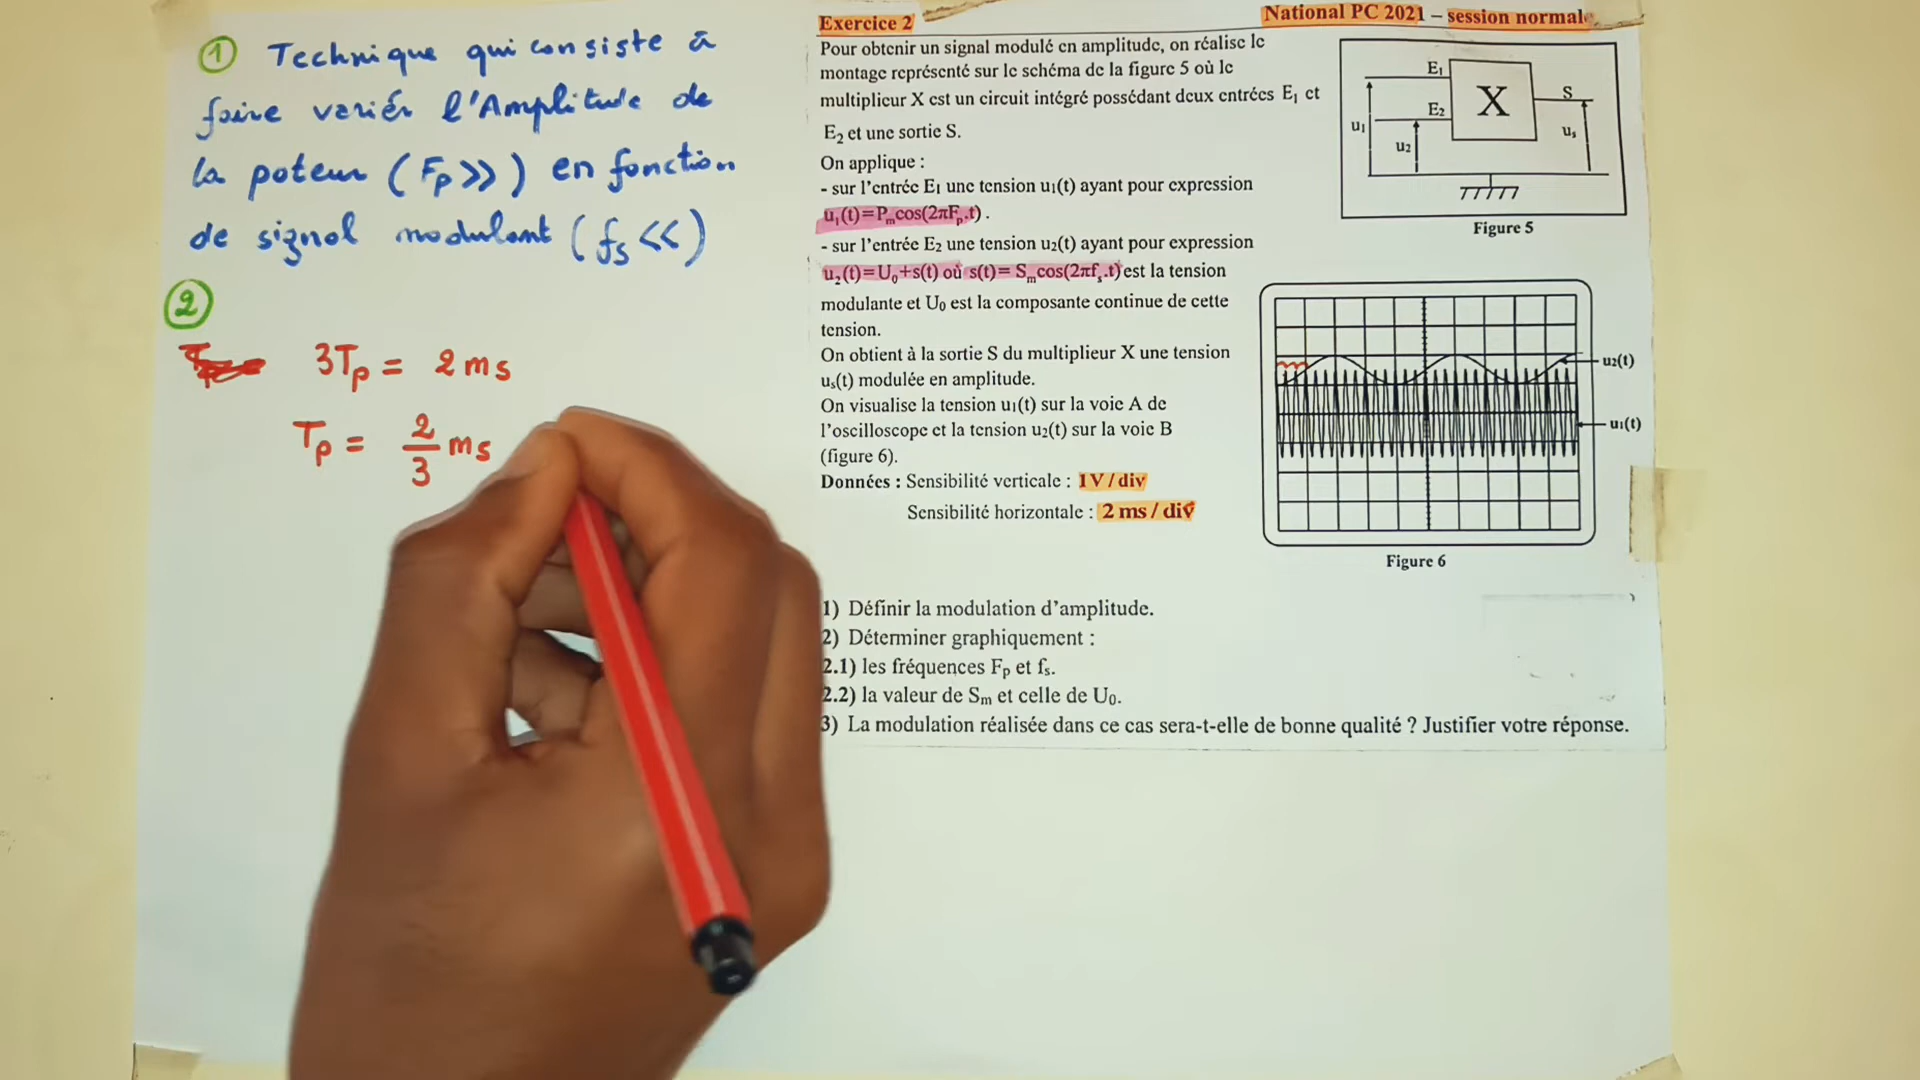 ① Technique qui consiste à
faire variér l'Amplitude de
la poteur (Fp>>) en fonction
de signal modulant (fs<<)
②
3Tp = 2ms
Tp = 2/3 ms
Exercice 2
National PC 2021 – session normale
Pour obtenir un signal modulé en amplitude, on réalise le
montage représenté sur le schéma de la figure 5 où le
multiplieur X est un circuit intégré possédant deux entrées E₁ et
E₂ et une sortie S.
On applique :
- sur l'entrée E₁ une tension u₁(t) ayant pour expression
u₁(t)=Pₘcos(2πFₚ.t) .
- sur l'entrée E₂ une tension u₂(t) ayant pour expression
u₂(t)=U₀+s(t) où s(t)= Sₘcos(2πfₛ.t) est la tension
modulante et U₀ est la composante continue de cette
tension.
On obtient à la sortie S du multiplieur X une tension
uₛ(t) modulée en amplitude.
On visualise la tension u₁(t) sur la voie A de
l'oscilloscope et la tension u₂(t) sur la voie B
(figure 6).
Données : Sensibilité verticale : 1V/div
Sensibilité horizontale : 2 ms/div
E₁
E₂
X
S
u₁
u₂
uₛ
Figure 5
u₂(t)
u₁(t)
Figure 6
1) Définir la modulation d'amplitude.
2) Déterminer graphiquement :
2.1) les fréquences Fₚ et fₛ.
2.2) la valeur de Sₘ et celle de U₀.
3) La modulation réalisée dans ce cas sera-t-elle de bonne qualité ? Justifier votre réponse.